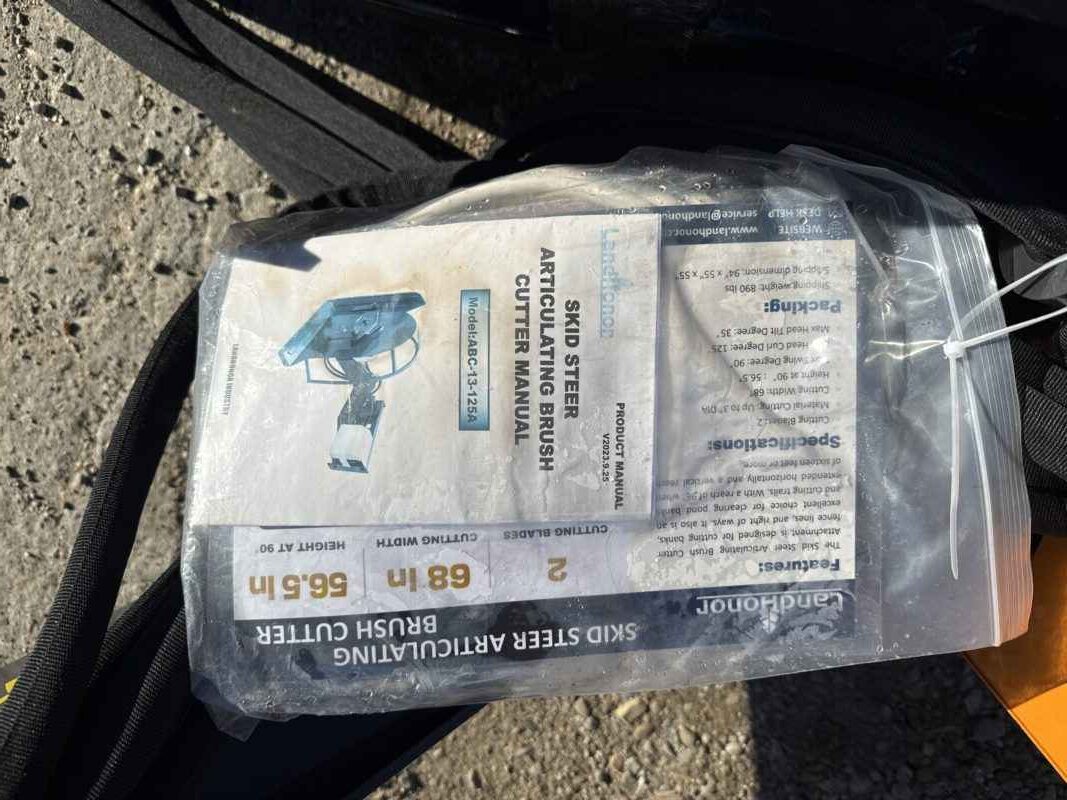 LandHonor
SKID STEER
ARTICULATING BRUSH
CUTTER MANUAL
Model:ABC-13-125A
PRODUCT MANUAL
V2023.9.25
LANDHONOR INDUSTRY
LandHonor
SKID STEER ARTICULATING
BRUSH CUTTER
2
CUTTING BLADES
68 in
CUTTING WIDTH
56.5 in
HEIGHT AT 90°
Features:
The Skid Steer Articulating Brush Cutter
Attachment, is designed for cutting banks,
fence lines, and right of ways. It is also an
excellent choice for clearing pond banks
and cutting trails. With a reach of when
extended horizontally and a vertical reach
of sixteen feet or more.
Specifications:
Cutting Blades: 2
Material Cutting: Up to 3" DIA
Cutting Width: 68"
Height at 90° : 56.5"
Swing Degree: 90°
Head Curl Degree: 125
Max Head Tilt Degree: 35°
Packing:
Shipping weight: 890 lbs
Shipping dimension: 94" x 55" x 55"
WEBSITE www.landhonor.
DESK HELP service@landhono